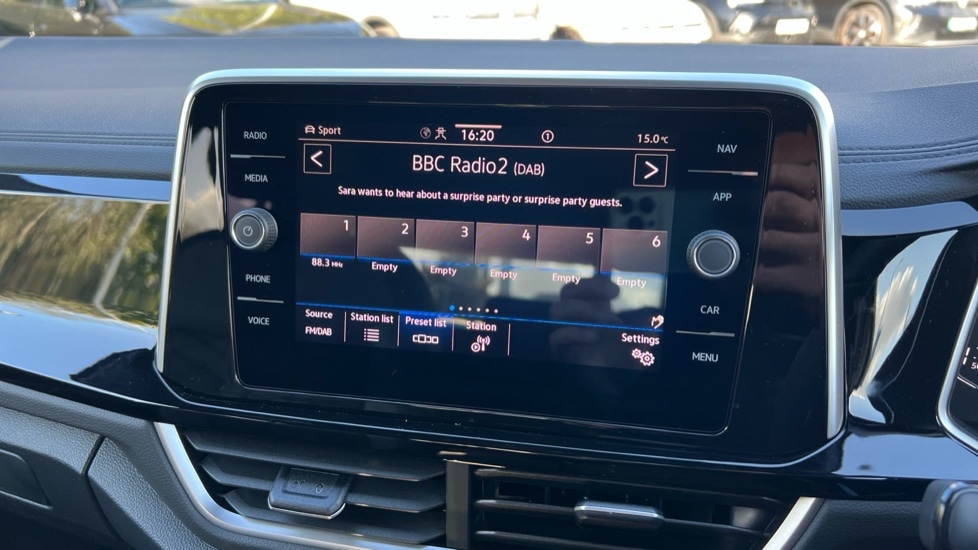 RADIO
MEDIA
PHONE
VOICE
Sport
16:20
15.0°C
BBC Radio2 (DAB)
Sara wants to hear about a surprise party or surprise party guests.
1 2 3 4 5 6
88.3 MHz Empty Empty Empty Empty Empty
Source
FM/DAB
Station list
Preset list
Station
Settings
NAV
APP
CAR
MENU